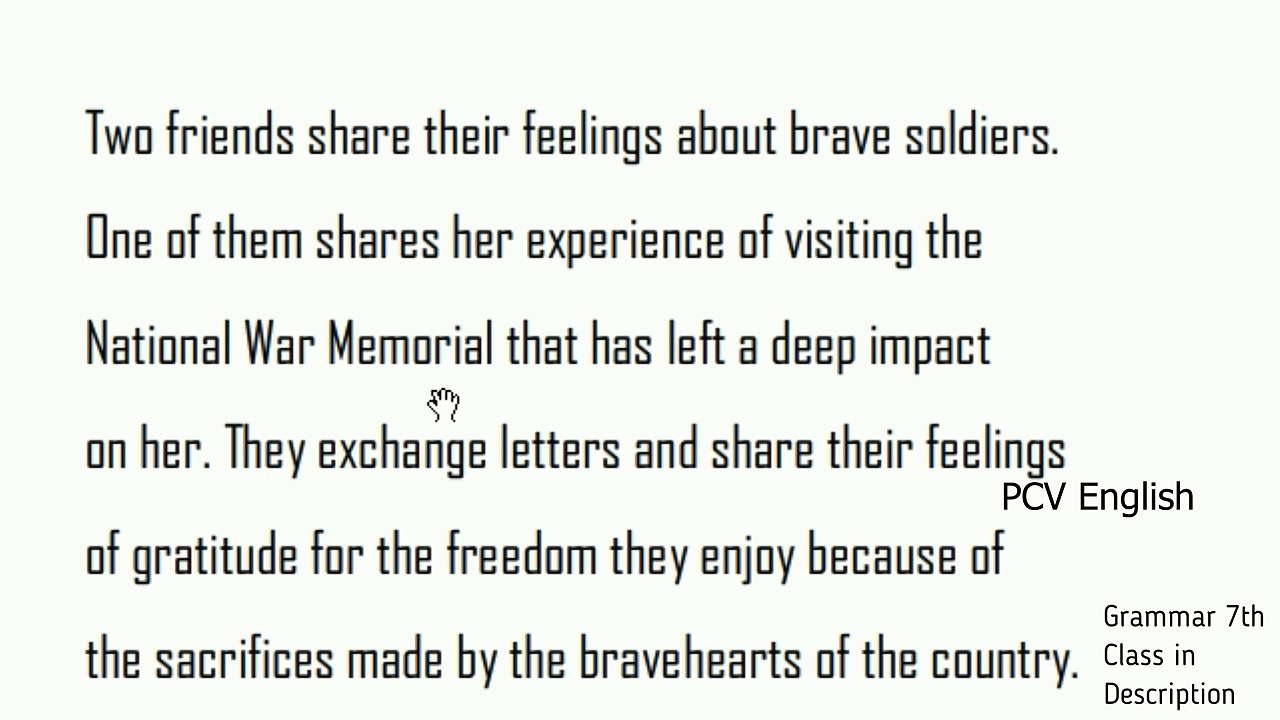 Two friends share their feelings about brave soldiers.
One of them shares her experience of visiting the
National War Memorial that has left a deep impact
on her. They exchange letters and share their feelings
PCV English
of gratitude for the freedom they enjoy because of
the sacrifices made by the bravehearts of the country.
Grammar 7th
Class in
Description